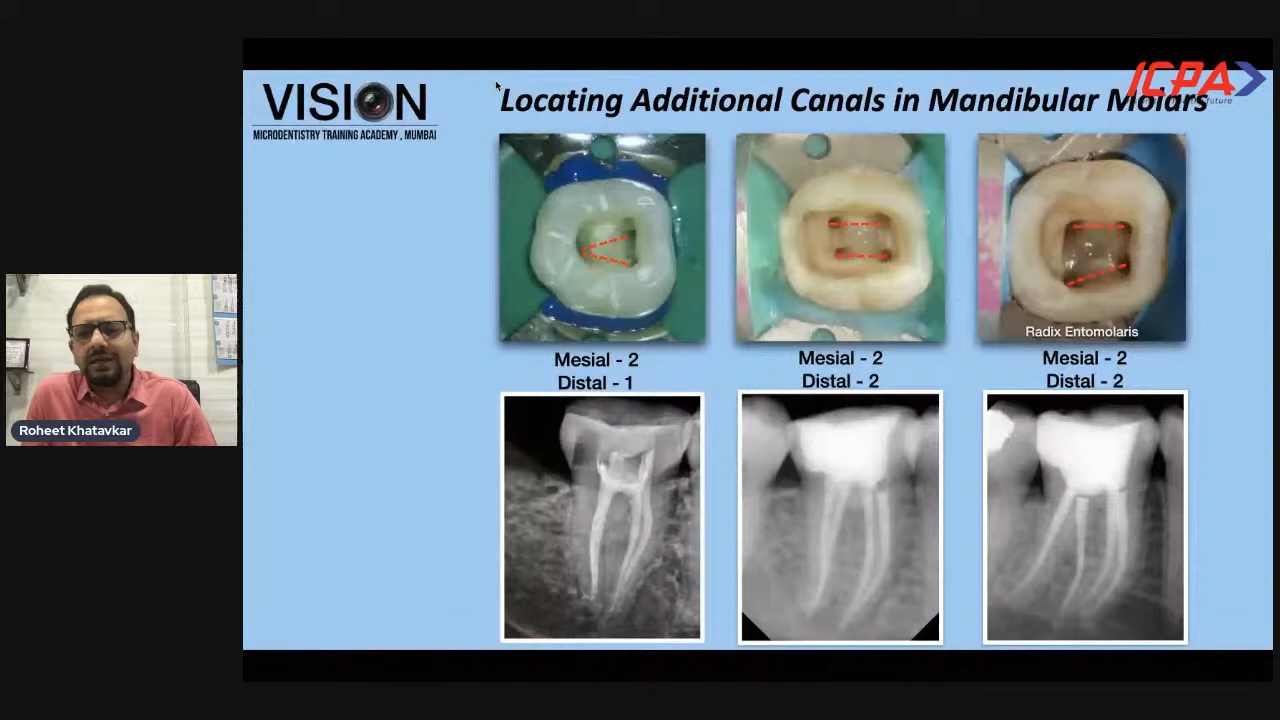 VISION
MICRODENTISTRY TRAINING ACADEMY , MUMBAI
Locating Additional Canals in Mandibular Molars
ICPA
future
Radix Entomolaris
Mesial - 2
Distal - 1
Mesial - 2
Distal - 2
Mesial - 2
Distal - 2
Roheet Khatavkar